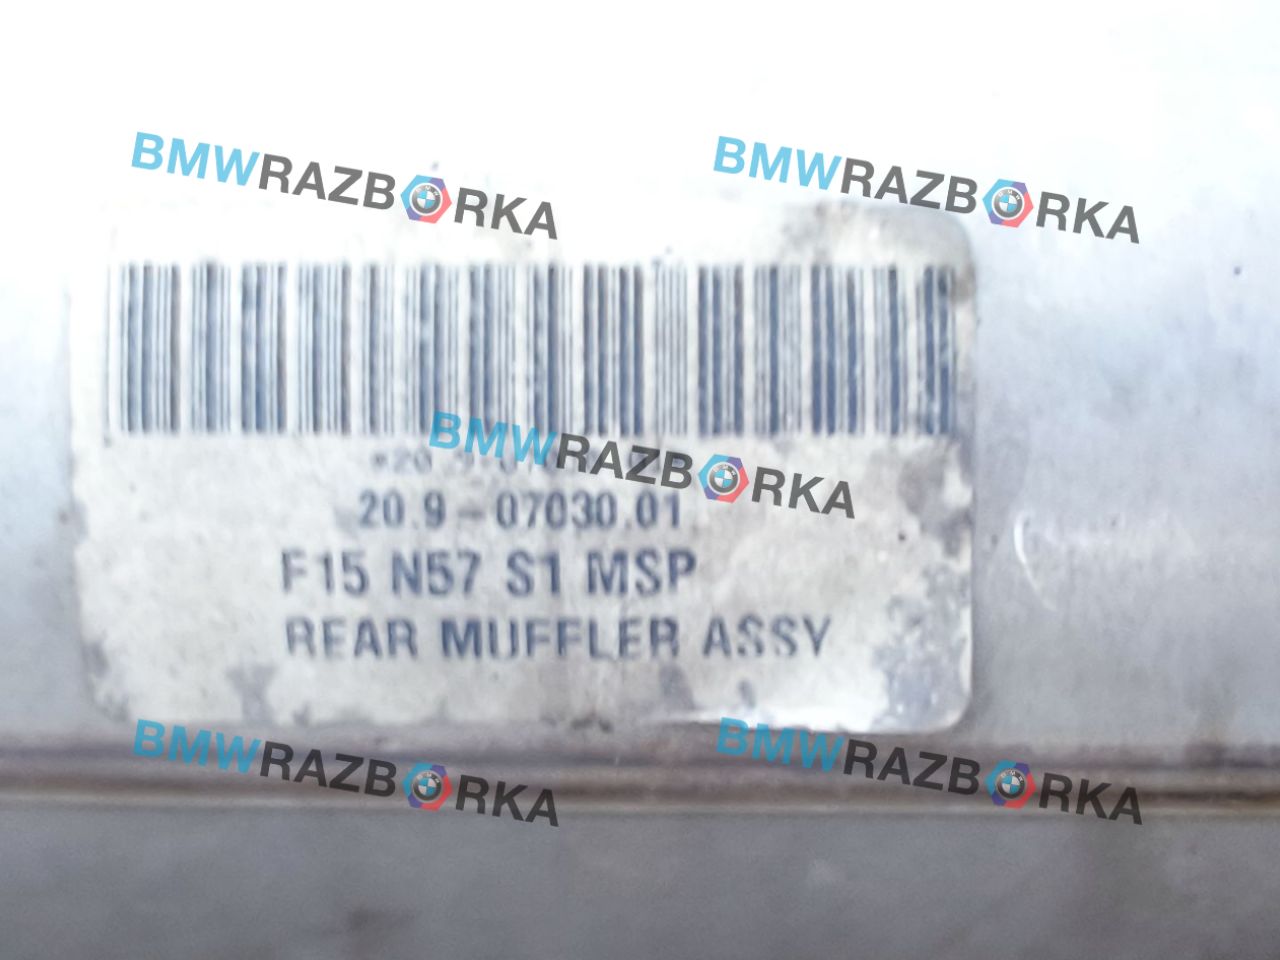 BMWRAZBORKA
BMWRAZBORKA
BMWRAZBORKA
20.9-07030.01
F15 N57 S1 MSP
REAR MUFFLER ASSY
BMWRAZBORKA
BMWRAZBORKA